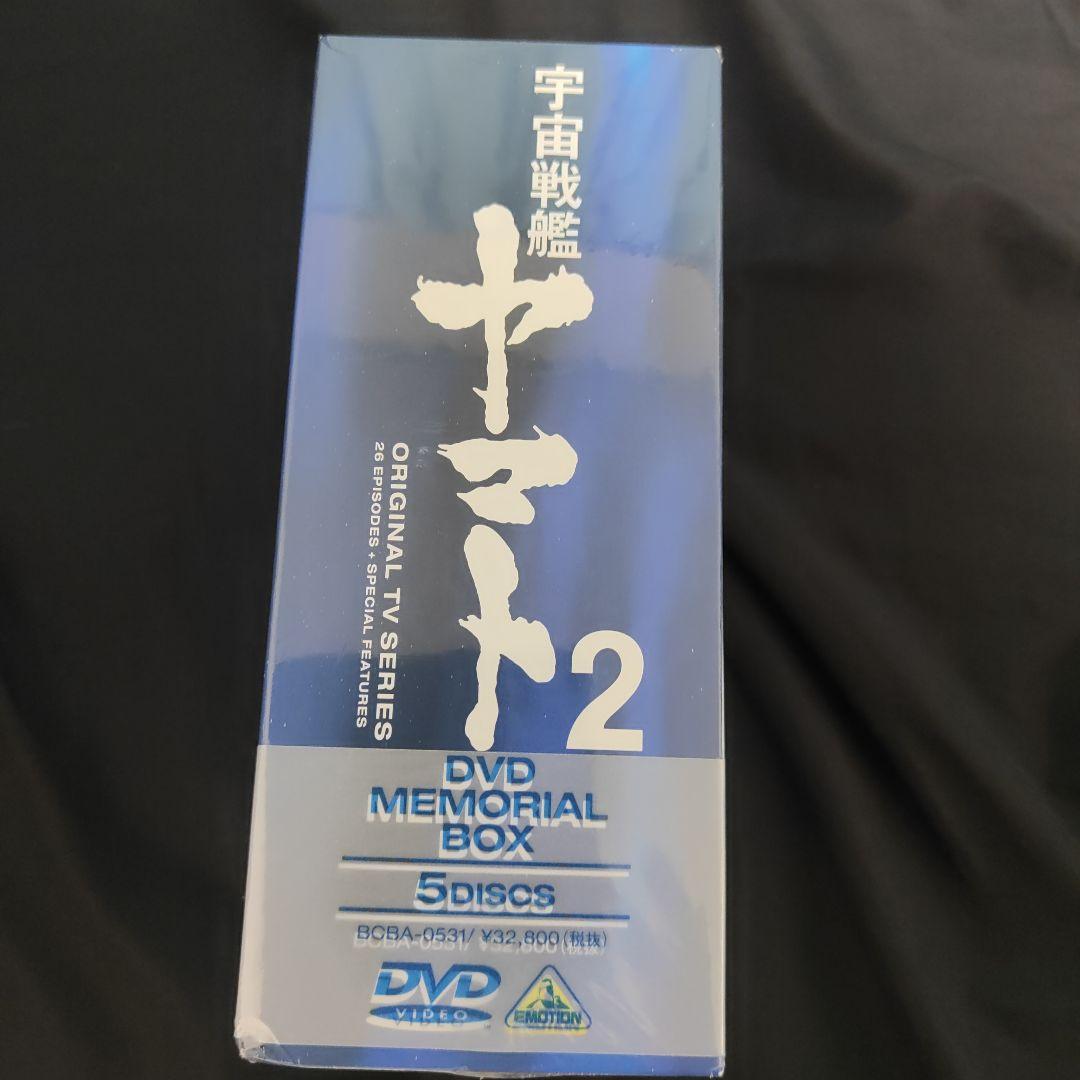 宇宙戦艦
ヤマト2
ORIGINAL TV SERIES
26 EPISODES + SPECIAL FEATURES
DVD
MEMORIAL
BOX
5DISCS
BCBA-0531/ ¥32,800(税抜)
DVD
VIDEO
EMOTION